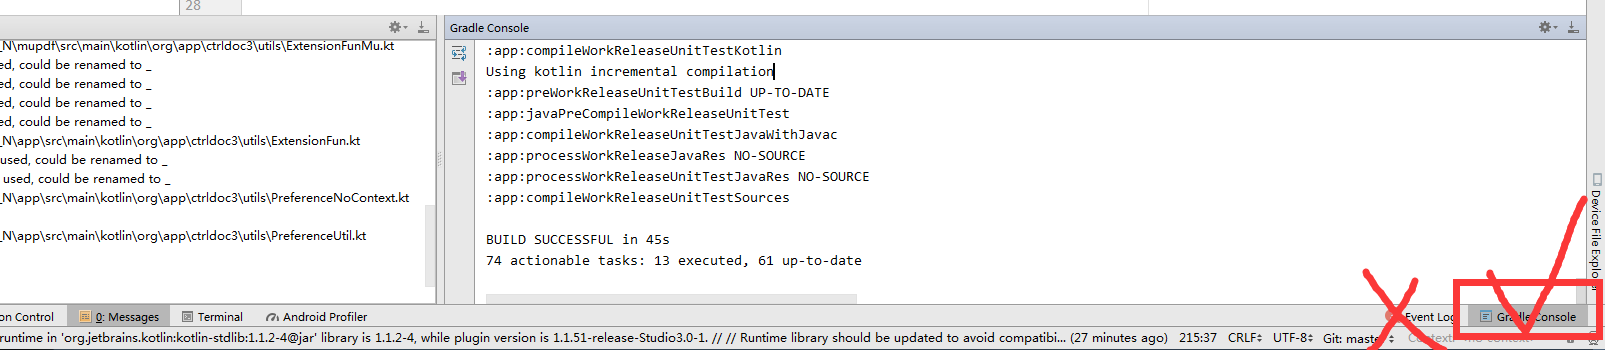 28
Gradle Console
_N\mupdf\src\main\kotlin\org\app\ctrldoc3\utils\ExtensionFunMu.kt
ed, could be renamed to _
ed, could be renamed to _
ed, could be renamed to _
ed, could be renamed to _
_N\app\src\main\kotlin\org\app\ctrldoc3\utils\ExtensionFun.kt
used, could be renamed to _
used, could be renamed to _
_N\app\src\main\kotlin\org\app\ctrldoc3\utils\PreferenceNoContext.kt
_N\app\src\main\kotlin\org\app\ctrldoc3\utils\PreferenceUtil.kt
:app:compileWorkReleaseUnitTestKotlin
Using kotlin incremental compilation
:app:preWorkReleaseUnitTestBuild UP-TO-DATE
:app:javaPreCompileWorkReleaseUnitTest
:app:compileWorkReleaseUnitTestJavaWithJavac
:app:processWorkReleaseJavaRes NO-SOURCE
:app:processWorkReleaseUnitTestJavaRes NO-SOURCE
:app:compileWorkReleaseUnitTestSources
BUILD SUCCESSFUL in 45s
74 actionable tasks: 13 executed, 61 up-to-date
Device File Explorer
on Control 0: Messages Terminal Android Profiler Event Log Gradle Console
runtime in 'org.jetbrains.kotlin:kotlin-stdlib:1.1.2-4@jar' library is 1.1.2-4, while plugin version is 1.1.51-release-Studio3.0-1. // // Runtime library should be updated to avoid compatibi... (27 minutes ago) 215:37 CRLF UTF-8 Git: master Context: